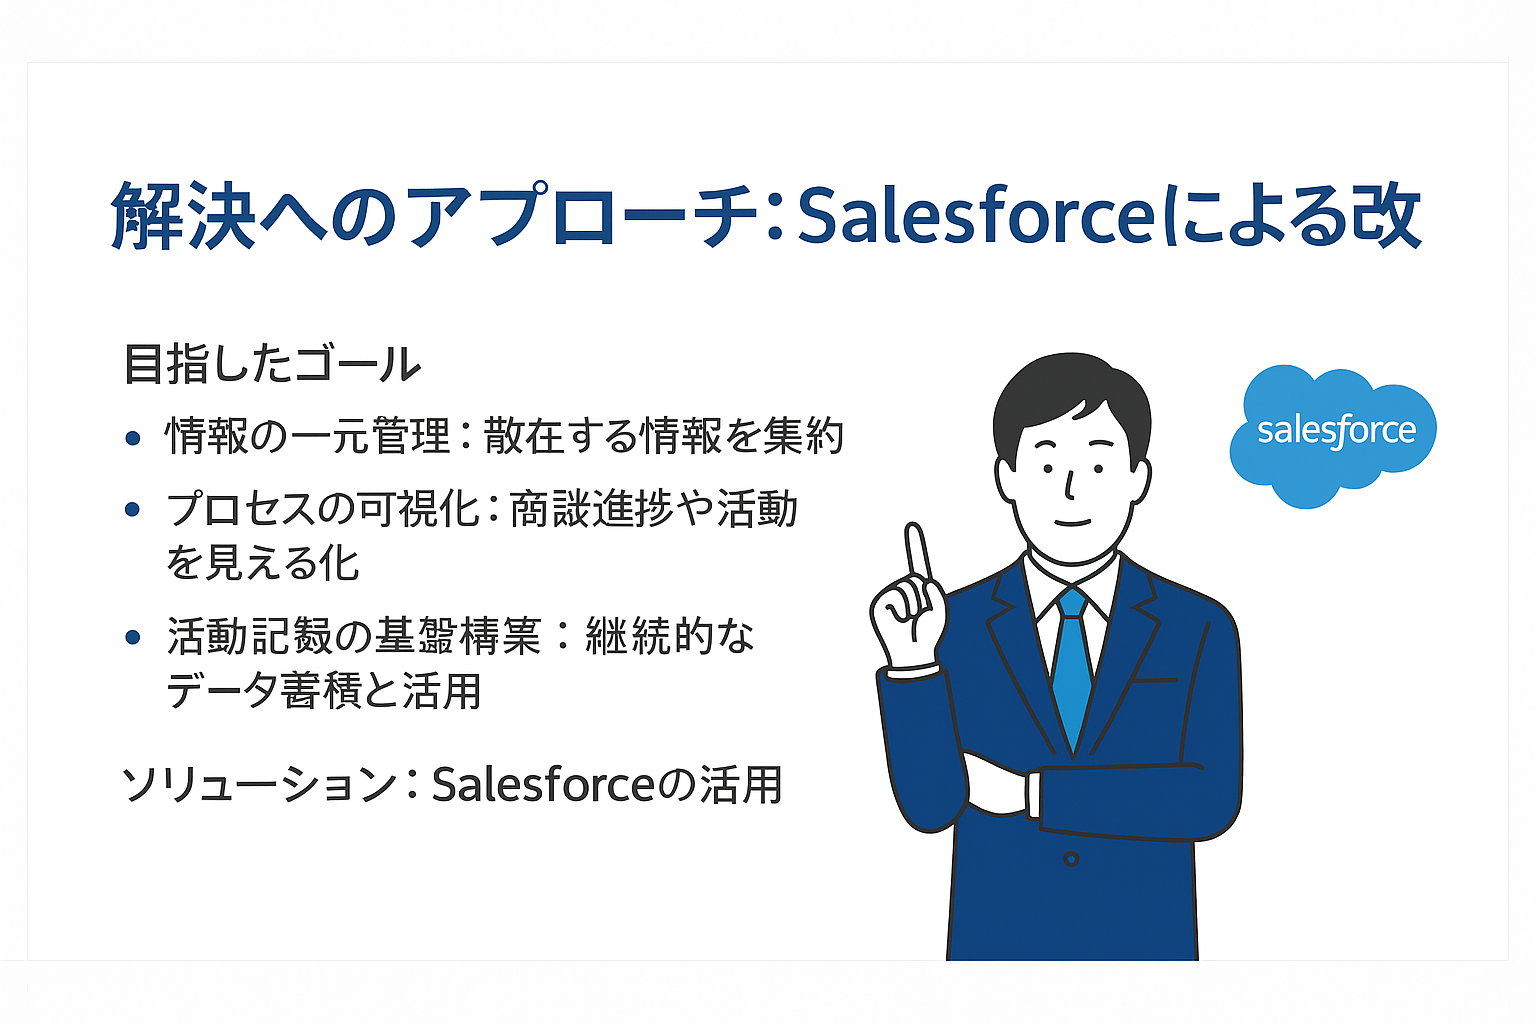 解決へのアプローチ：Salesforceによる改
目指したゴール
• 情報の一元管理：散在する情報を集約
• プロセスの可視化：商談進捗や活動
を見える化
• 活動記録の基盤構築：継続的な
データ蓄積と活用
ソリューション：Salesforceの活用
salesforce